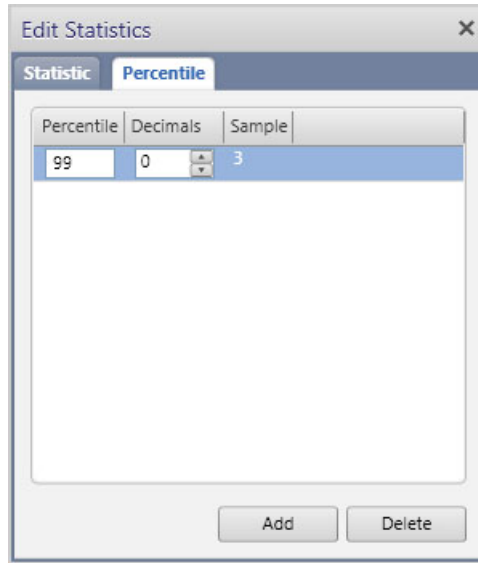 Edit Statistics
Statistic Percentile
Percentile Decimals Sample
99 0 3
Add Delete